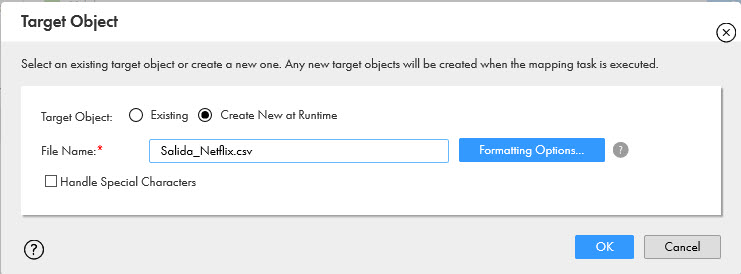 Target Object
Select an existing target object or create a new one. Any new target objects will be created when the mapping task is executed.
Target Object: Existing Create New at Runtime
File Name:* Salida_Netflix.csv Formatting Options... ?
Handle Special Characters
? OK Cancel